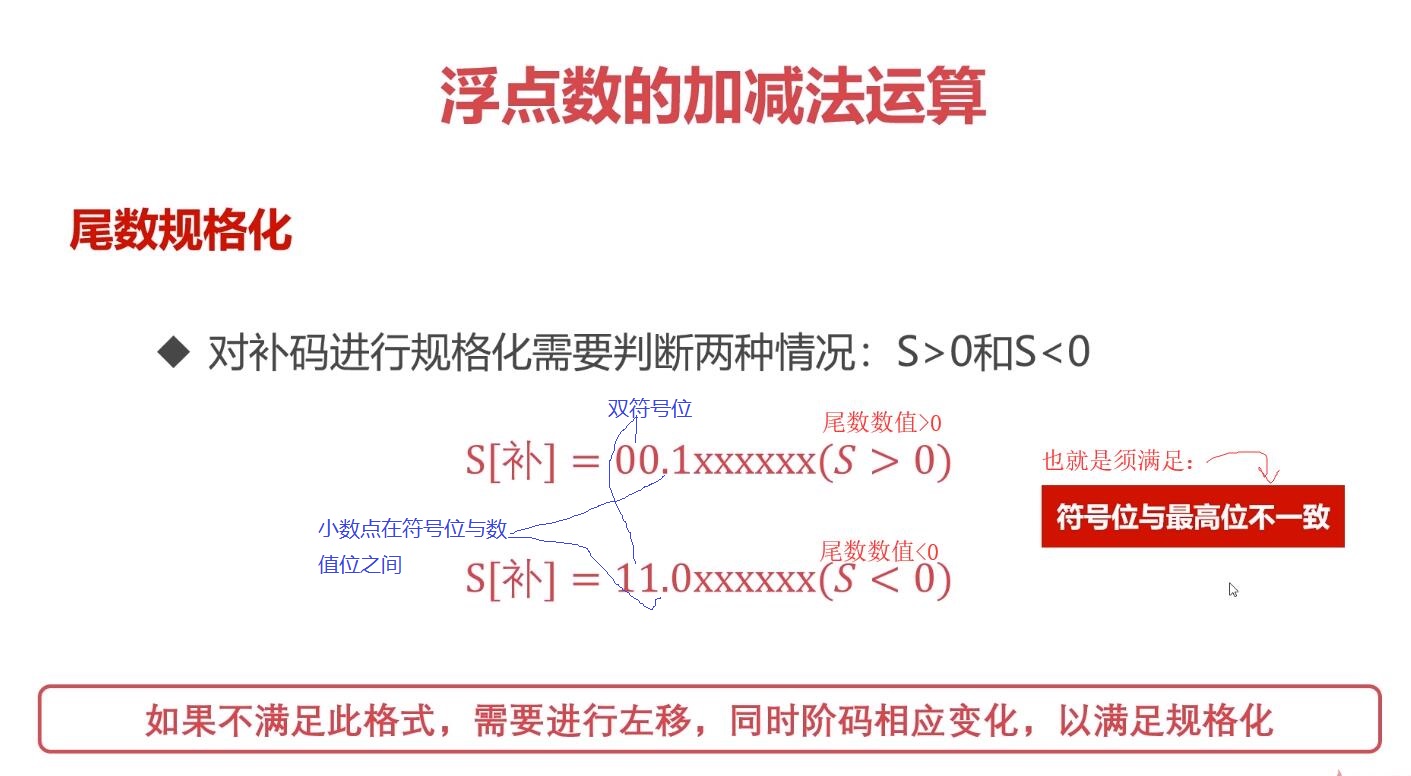 浮点数的加减法运算
尾数规格化
◆ 对补码进行规格化需要判断两种情况：S>0和S<0
双符号位
尾数数值>0
S[补] = 00.1xxxxxx(S > 0)
也就是须满足：
符号位与最高位不一致
小数点在符号位与数
值位之间
尾数数值<0
S[补] = 11.0xxxxxx(S < 0)
如果不满足此格式，需要进行左移，同时阶码相应变化，以满足规格化